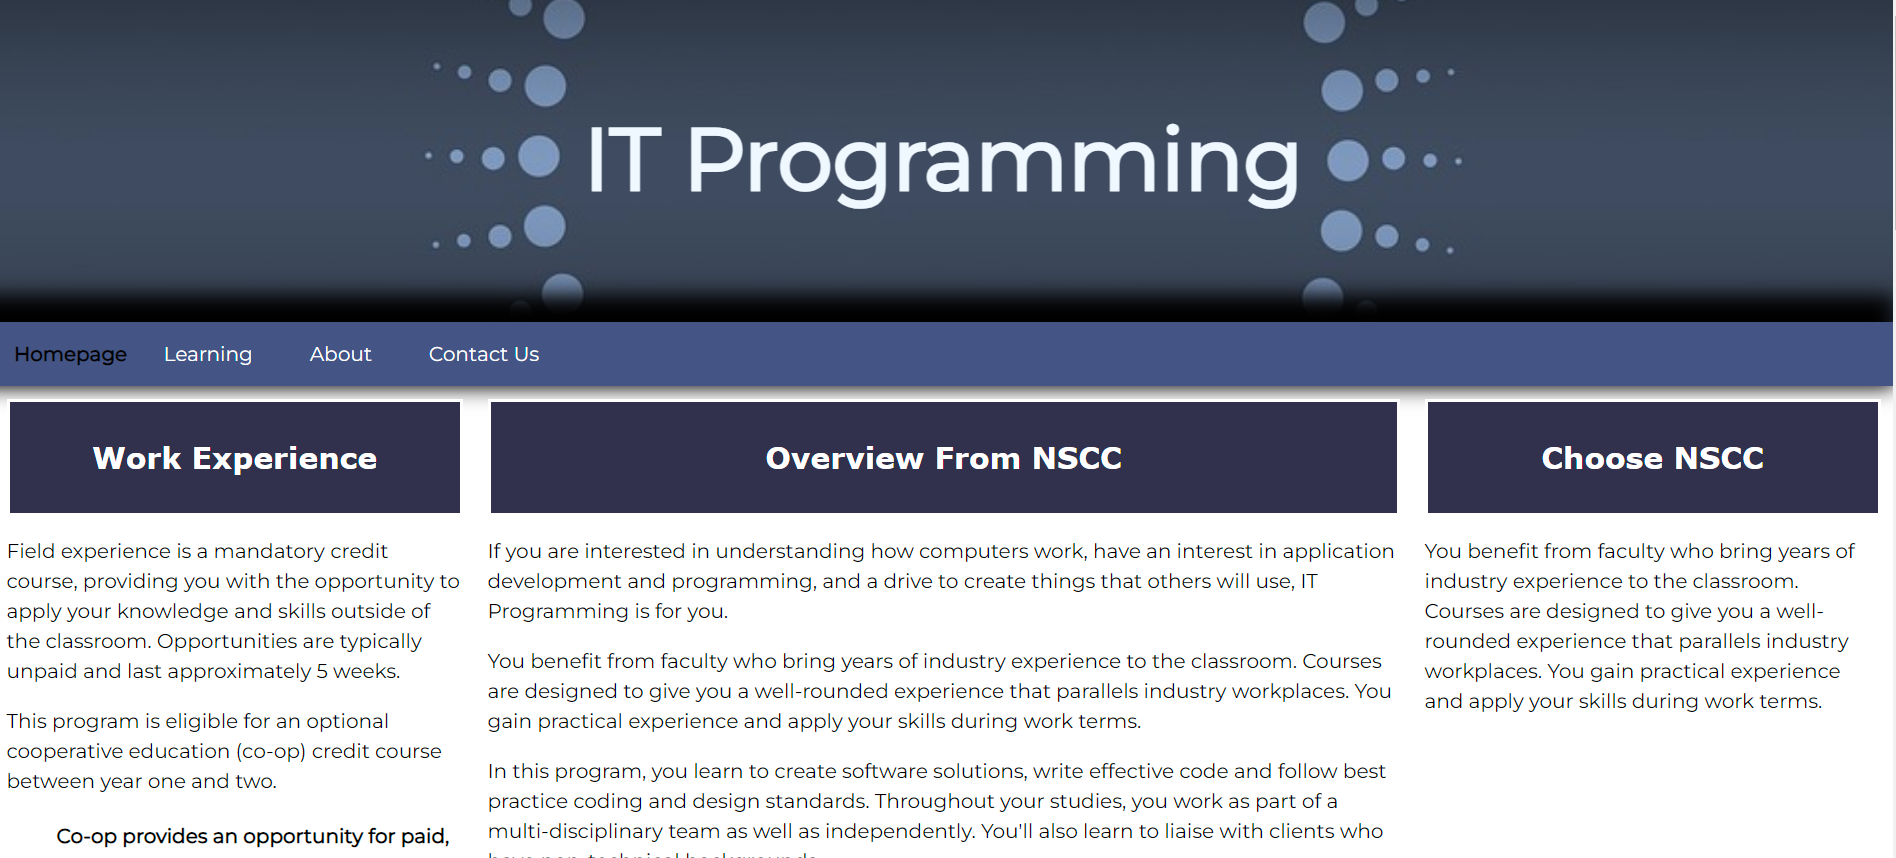 IT Programming
Homepage Learning About Contact Us
Work Experience
Field experience is a mandatory credit
course, providing you with the opportunity to
apply your knowledge and skills outside of
the classroom. Opportunities are typically
unpaid and last approximately 5 weeks.
This program is eligible for an optional
cooperative education (co-op) credit course
between year one and two.
Co-op provides an opportunity for paid,
Overview From NSCC
If you are interested in understanding how computers work, have an interest in application
development and programming, and a drive to create things that others will use, IT
Programming is for you.
You benefit from faculty who bring years of industry experience to the classroom. Courses
are designed to give you a well-rounded experience that parallels industry workplaces. You
gain practical experience and apply your skills during work terms.
In this program, you learn to create software solutions, write effective code and follow best
practice coding and design standards. Throughout your studies, you work as part of a
multi-disciplinary team as well as independently. You'll also learn to liaise with clients who
Choose NSCC
You benefit from faculty who bring years of
industry experience to the classroom.
Courses are designed to give you a well-
rounded experience that parallels industry
workplaces. You gain practical experience
and apply your skills during work terms.